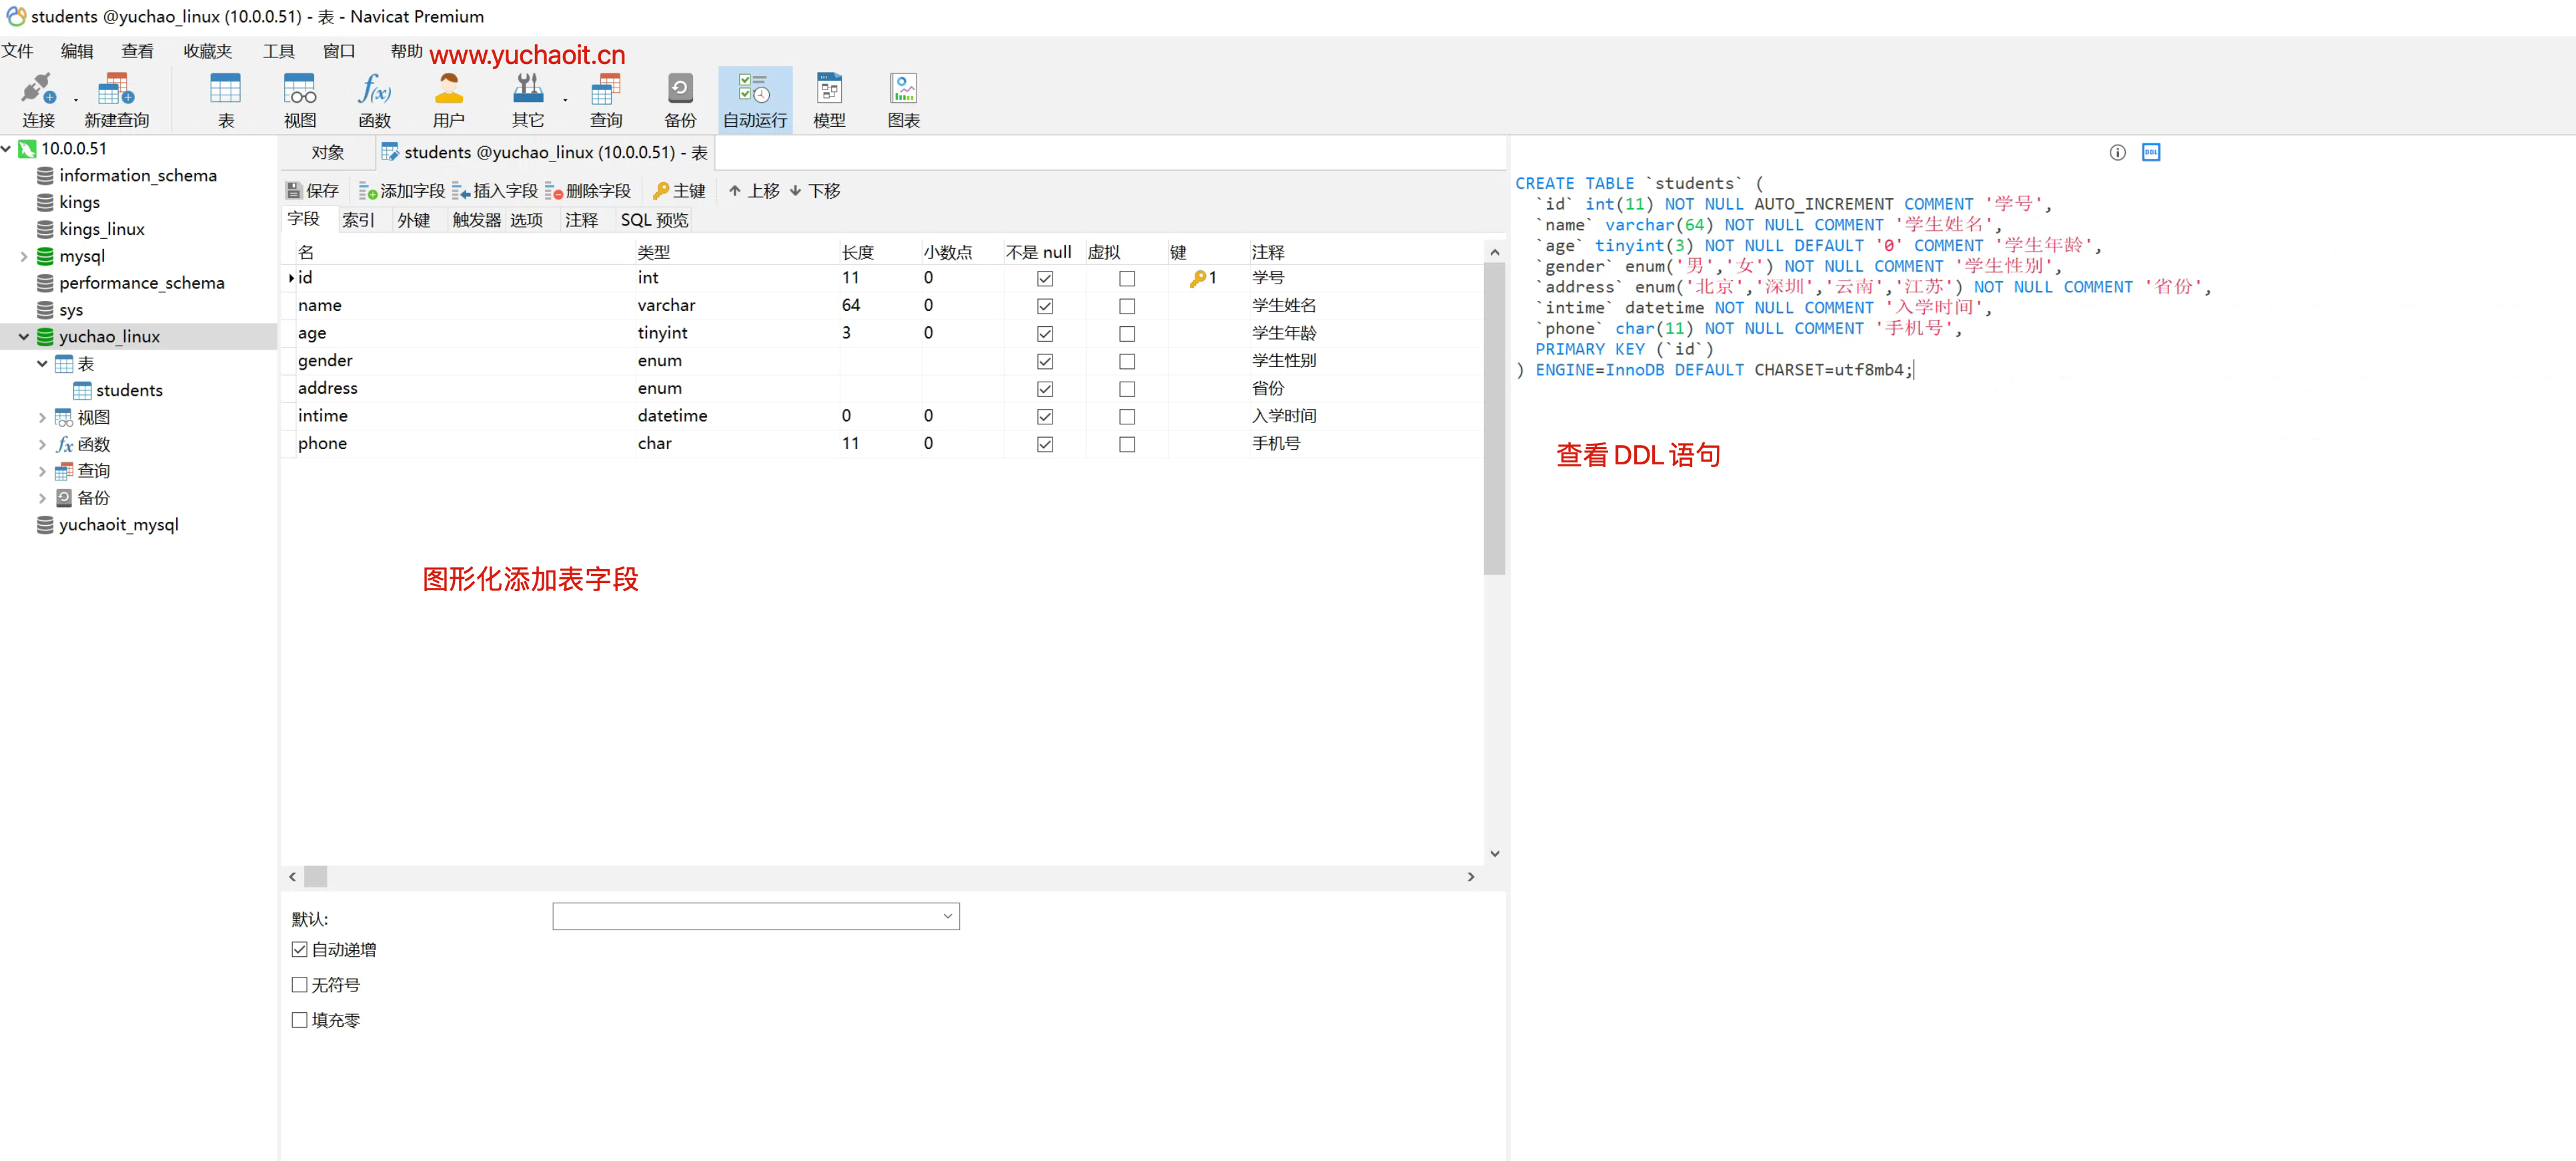 students @yuchao_linux (10.0.0.51) - 表 - Navicat Premium
文件 编辑 查看 收藏夹 工具 窗口 帮助 www.yuchaoit.cn
连接 新建查询 表 视图 函数 用户 其它 查询 备份 自动运行 模型 图表
10.0.0.51
information_schema
kings
kings_linux
mysql
performance_schema
sys
yuchao_linux
表
students
视图
函数
查询
备份
yuchaoit_mysql
对象 students @yuchao_linux (10.0.0.51) - 表
保存 添加字段 插入字段 删除字段 主键 上移 下移
字段 索引 外键 触发器 选项 注释 SQL 预览
名 类型 长度 小数点 不是 null 虚拟 键 注释
id int 11 0 1 学号
name varchar 64 0 学生姓名
age tinyint 3 0 学生年龄
gender enum 学生性别
address enum 省份
intime datetime 0 0 入学时间
phone char 11 0 手机号
图形化添加表字段
默认:
自动递增
无符号
填充零
DDL
CREATE TABLE `students` (
`id` int(11) NOT NULL AUTO_INCREMENT COMMENT '学号',
`name` varchar(64) NOT NULL COMMENT '学生姓名',
`age` tinyint(3) NOT NULL DEFAULT '0' COMMENT '学生年龄',
`gender` enum('男','女') NOT NULL COMMENT '学生性别',
`address` enum('北京','深圳','云南','江苏') NOT NULL COMMENT '省份',
`intime` datetime NOT NULL COMMENT '入学时间',
`phone` char(11) NOT NULL COMMENT '手机号',
PRIMARY KEY (`id`)
) ENGINE=InnoDB DEFAULT CHARSET=utf8mb4;
查看 DDL 语句